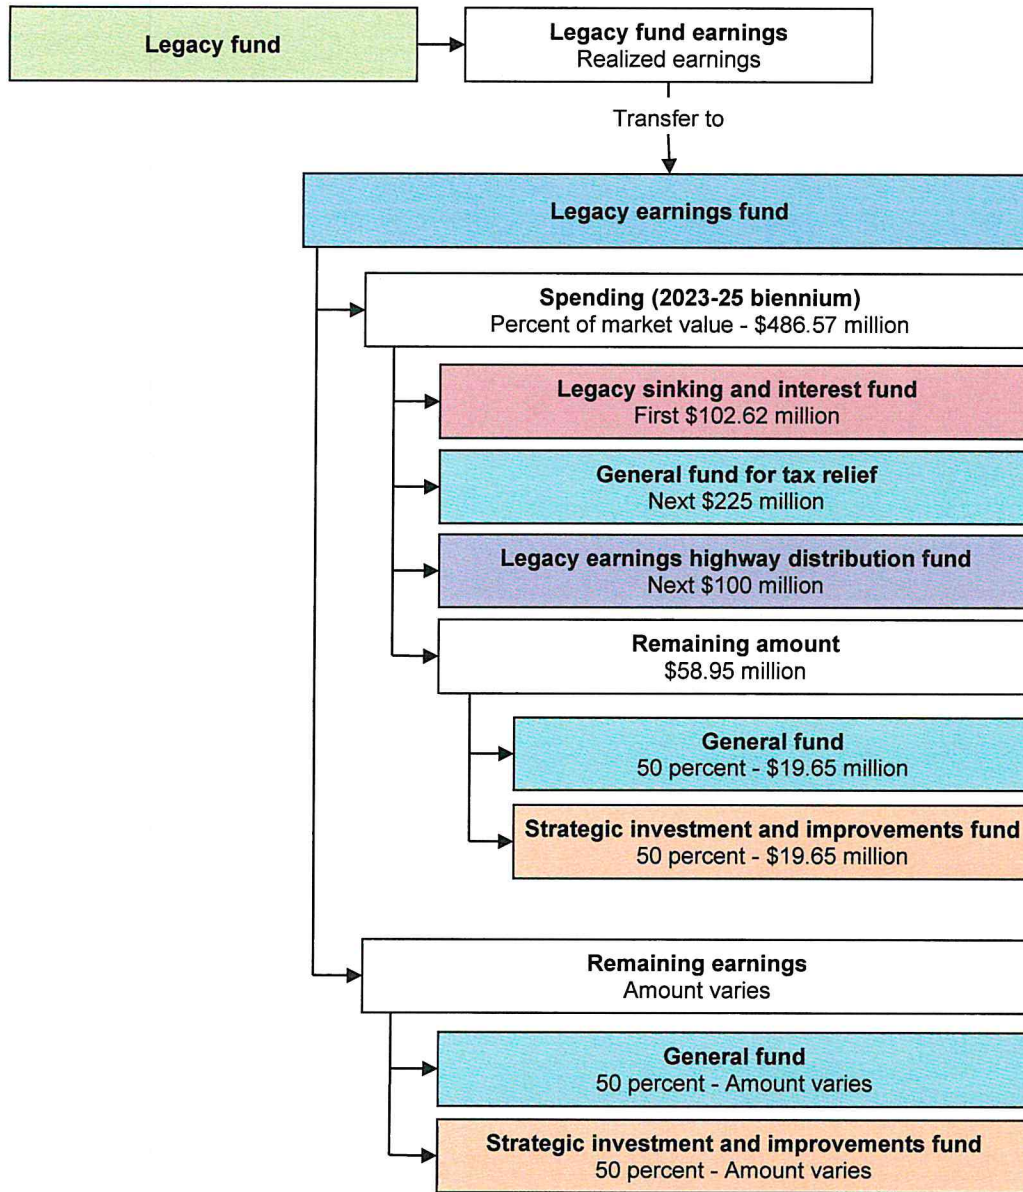 Legacy fund
Legacy fund earnings
Realized earnings
Transfer to
Legacy earnings fund
Spending (2023-25 biennium)
Percent of market value - $486.57 million
Legacy sinking and interest fund
First $102.62 million
General fund for tax relief
Next $225 million
Legacy earnings highway distribution fund
Next $100 million
Remaining amount
$58.95 million
General fund
50 percent - $19.65 million
Strategic investment and improvements fund
50 percent - $19.65 million
Remaining earnings
Amount varies
General fund
50 percent - Amount varies
Strategic investment and improvements fund
50 percent - Amount varies